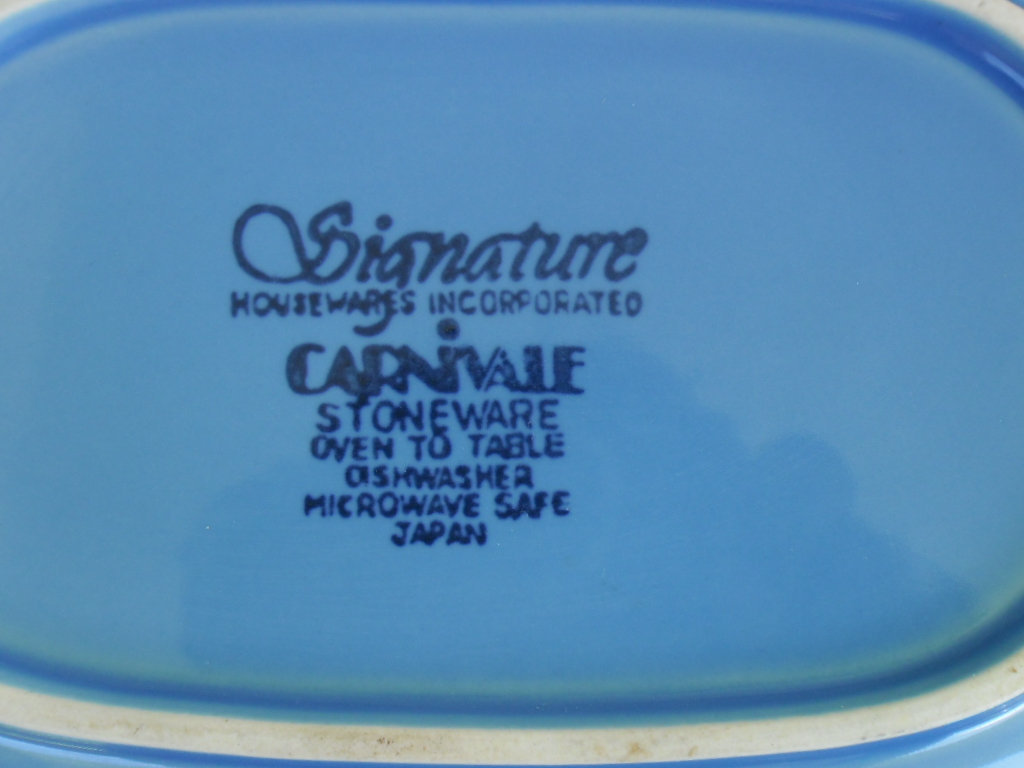 Signature
HOUSEWARES INCORPORATED
CARNIVALE
STONEWARE
OVEN TO TABLE
DISHWASHER
MICROWAVE SAFE
JAPAN